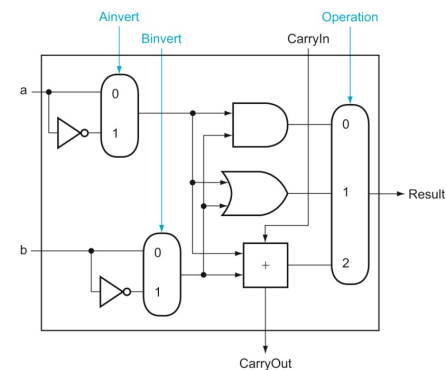 Ainvert
Operation
Binvert
CarryIn
a
0
1
0
1
Result
b
0
1
2
+
CarryOut